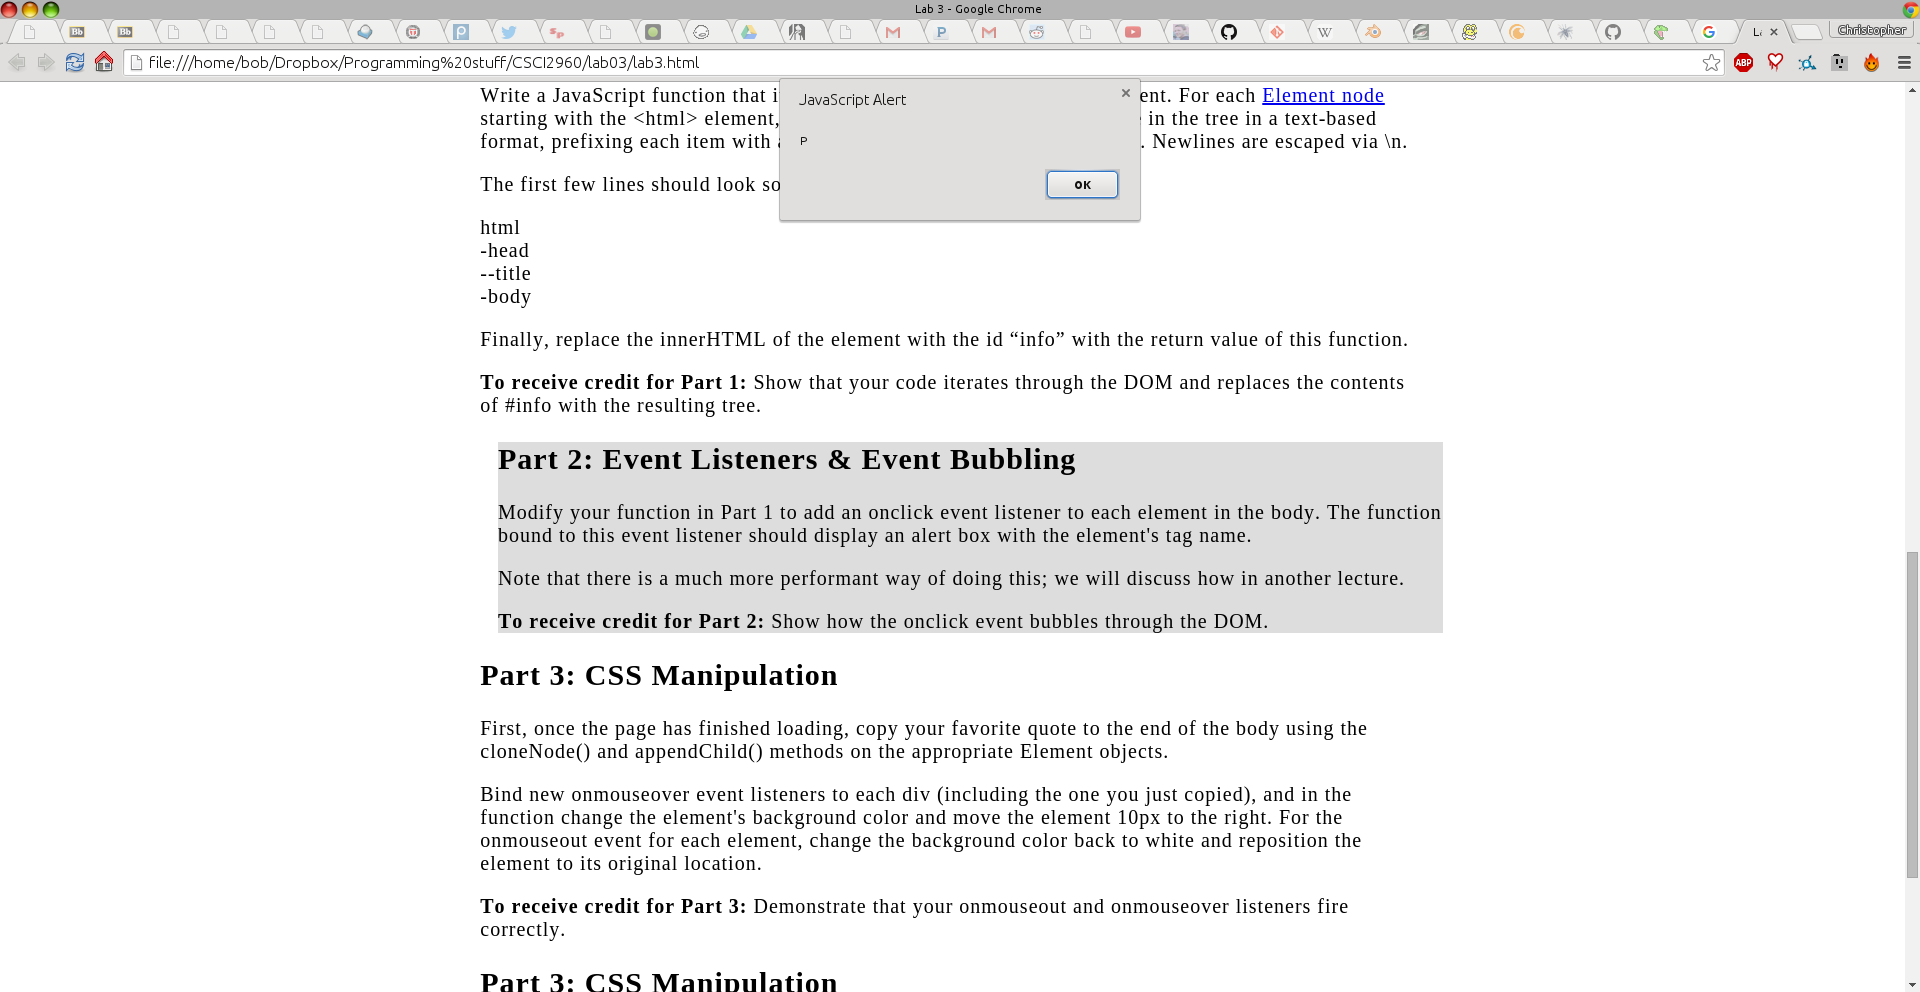 Lab 3 - Google Chrome
Bb
Bb
P
sp
P
W
G
La
Christopher
file:///home/bob/Dropbox/Programming%20stuff/CSCI2960/lab03/lab3.html
ABP
JavaScript Alert
P
OK
Write a JavaScript function that ent. For each Element node
starting with the <html> element, in the tree in a text-based
format, prefixing each item with . Newlines are escaped via \n.
The first few lines should look
html
-head
--title
-body
Finally, replace the innerHTML of the element with the id “info” with the return value of this function.
To receive credit for Part 1: Show that your code iterates through the DOM and replaces the contents
of #info with the resulting tree.
Part 2: Event Listeners & Event Bubbling
Modify your function in Part 1 to add an onclick event listener to each element in the body. The function
bound to this event listener should display an alert box with the element's tag name.
Note that there is a much more performant way of doing this; we will discuss how in another lecture.
To receive credit for Part 2: Show how the onclick event bubbles through the DOM.
Part 3: CSS Manipulation
First, once the page has finished loading, copy your favorite quote to the end of the body using the
cloneNode() and appendChild() methods on the appropriate Element objects.
Bind new onmouseover event listeners to each div (including the one you just copied), and in the
function change the element's background color and move the element 10px to the right. For the
onmouseout event for each element, change the background color back to white and reposition the
element to its original location.
To receive credit for Part 3: Demonstrate that your onmouseout and onmouseover listeners fire
correctly.
Part 3: CSS Manipulation